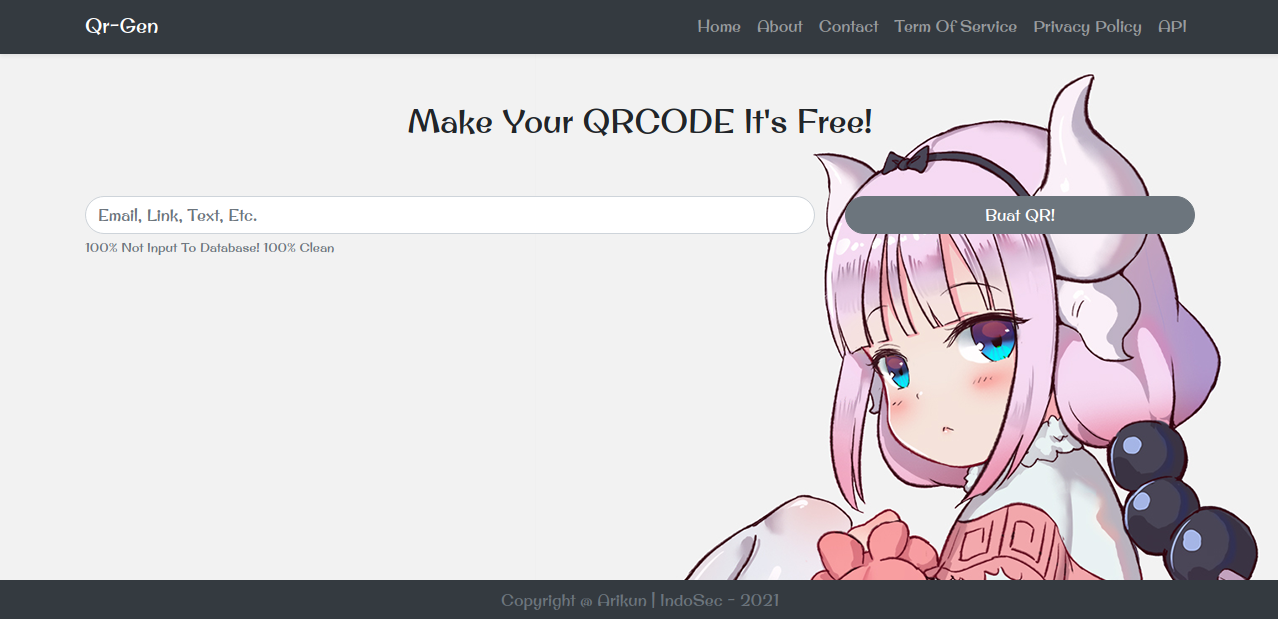 Qr-Gen Home About Contact Term Of Service Privacy Policy API
Make Your QRCODE It's Free!
Email, Link, Text, Etc. Buat QR!
100% Not Input To Database! 100% Clean
Copyright @ Arikun | IndoSec - 2021